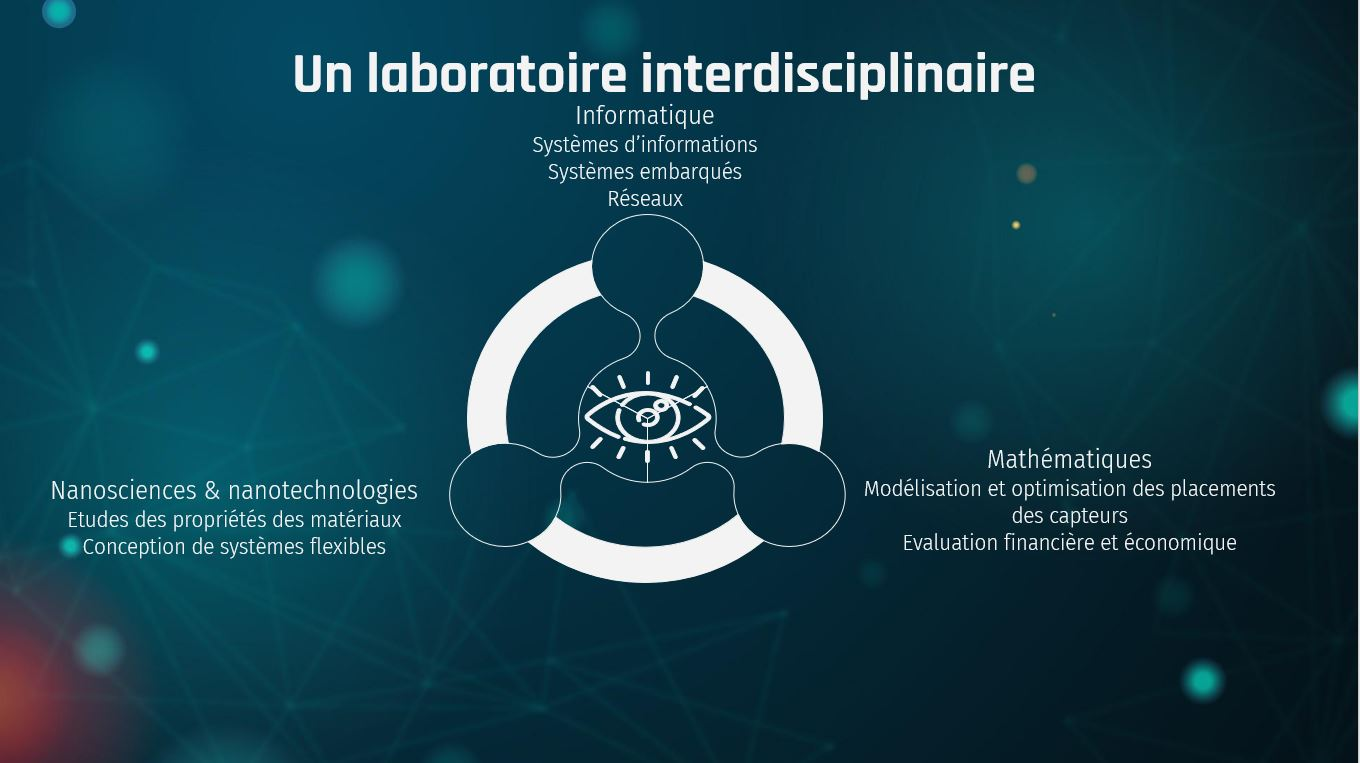 Un laboratoire interdisciplinaire
Informatique
Systèmes d’informations
Systèmes embarqués
Réseaux
Nanosciences & nanotechnologies
Etudes des propriétés des matériaux
Conception de systèmes flexibles
Mathématiques
Modélisation et optimisation des placements
des capteurs
Evaluation financière et économique